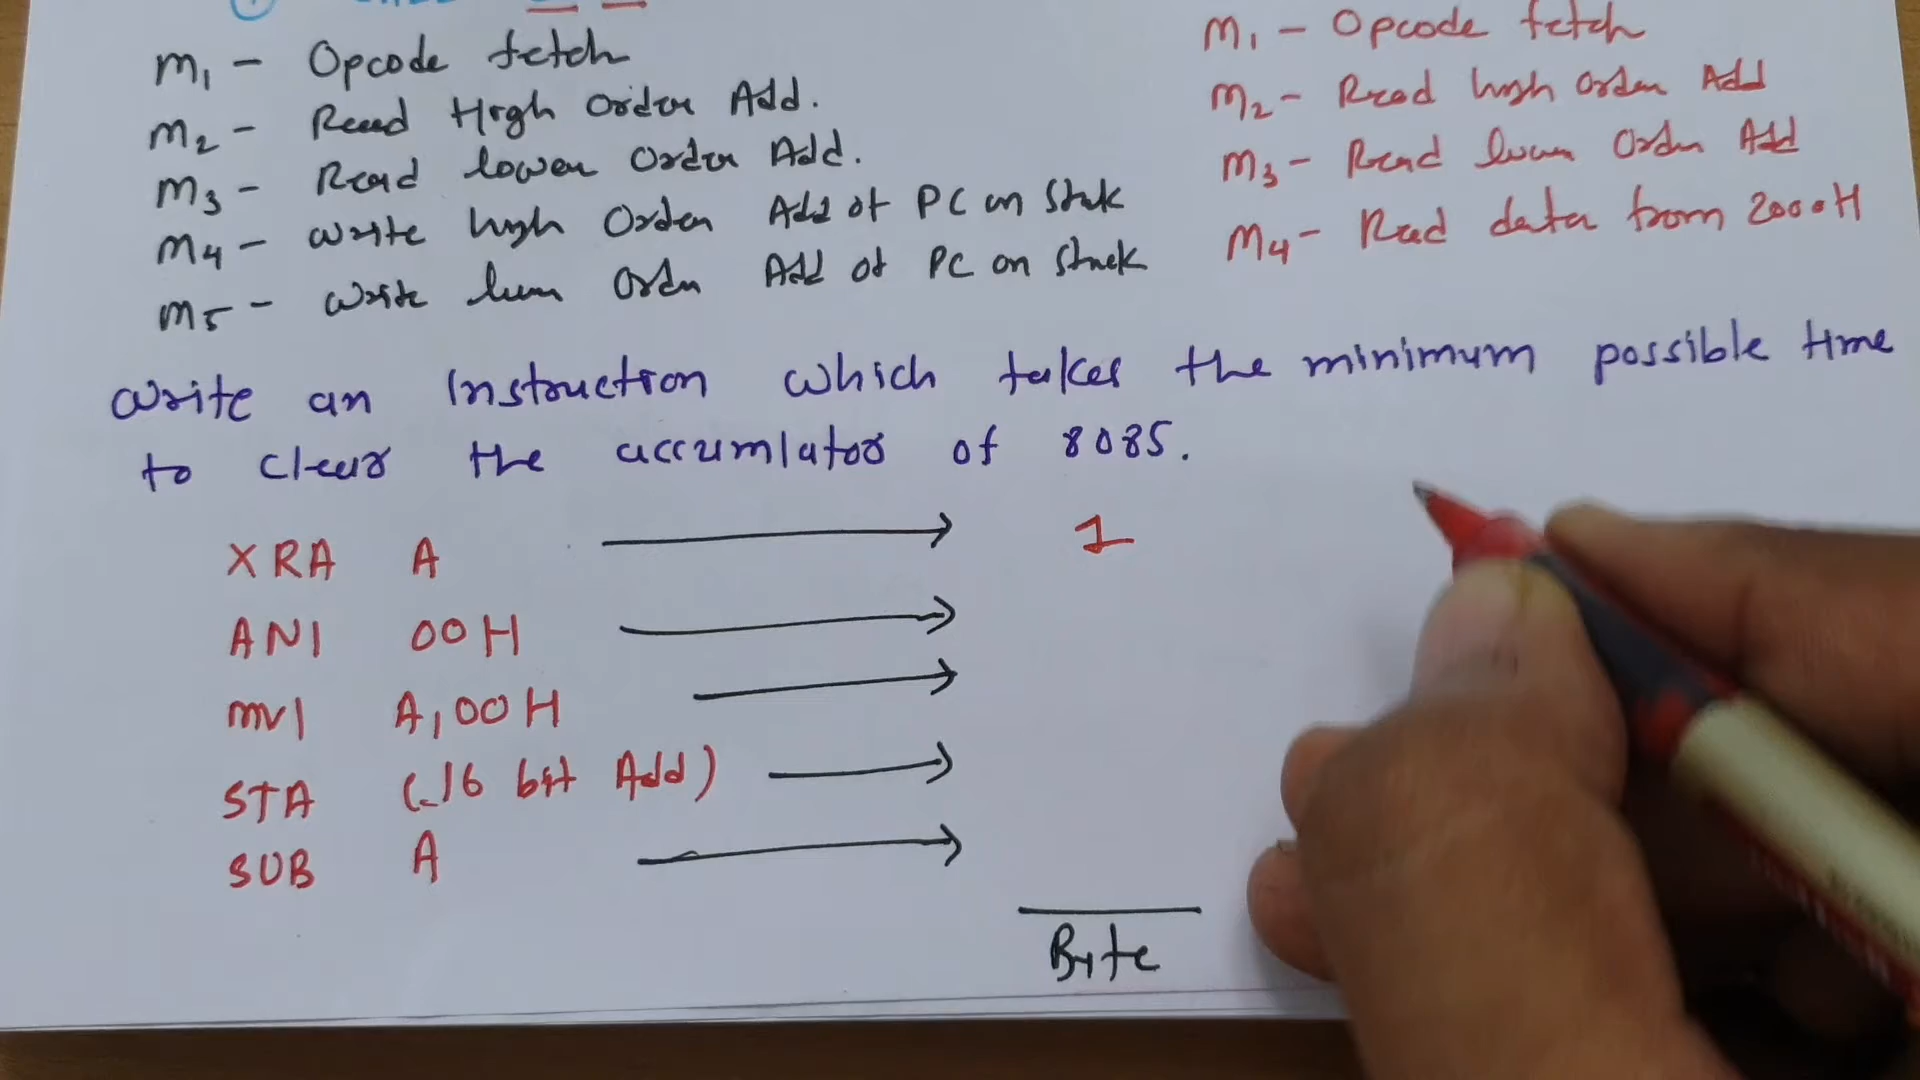 M1 - Opcode fetch
M2 - Read High Order Add.
M3 - Read lower Order Add.
M4 - Write high Order Add of PC on Stack
M5 - Write lower Order Add of PC on Stack
M1 - Opcode fetch
M2 - Read high Order Add
M3 - Read lower Order Add
M4 - Read data from 2000H
Write an Instruction which takes the minimum possible time
to clear the accumlator of 8085.
XRA A → 1
ANI 00H →
MVI A,00H →
STA (16 bit Add) →
SUB A →
Byte